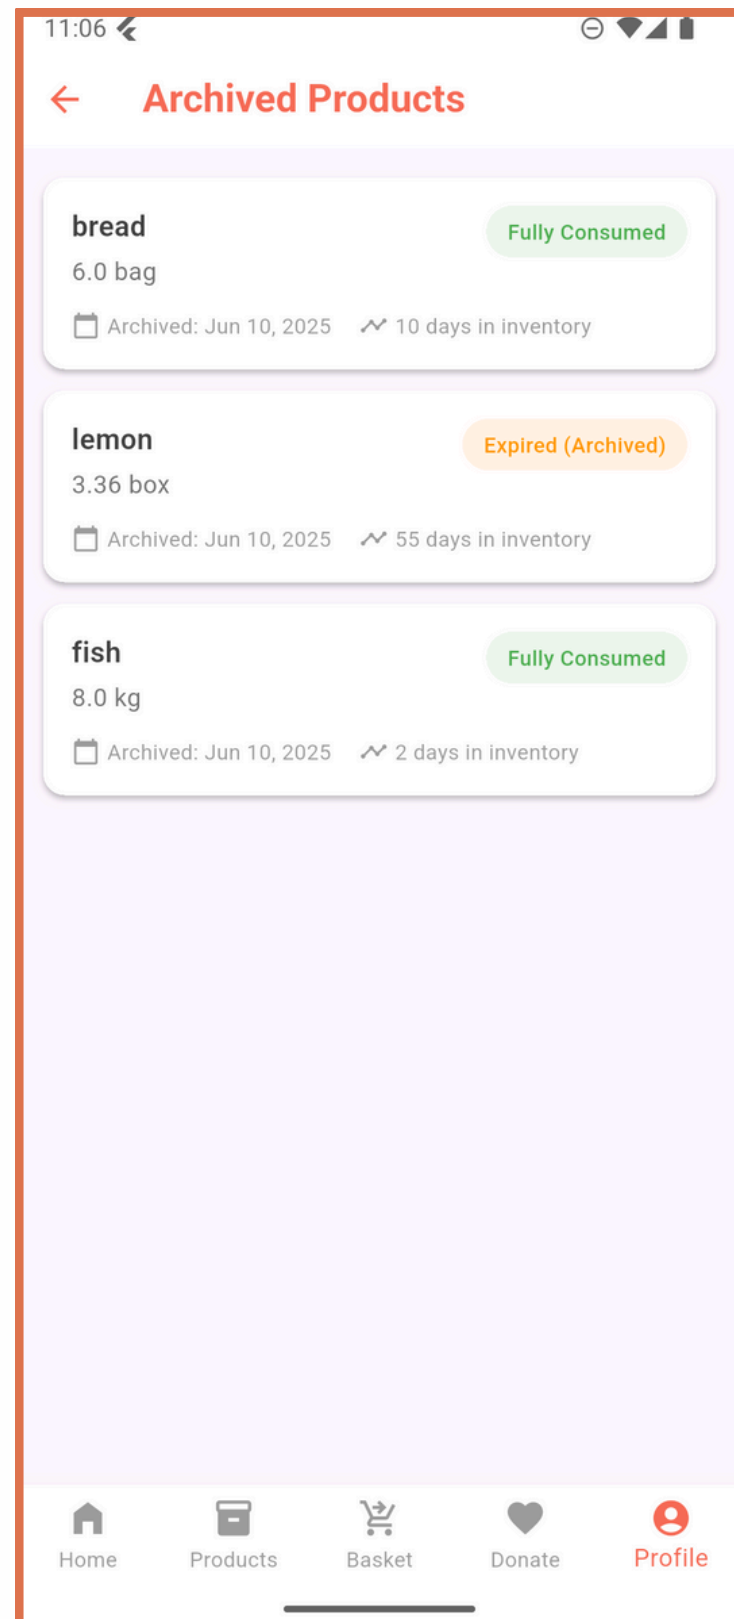 11:06
Archived Products
bread
Fully Consumed
6.0 bag
Archived: Jun 10, 2025 10 days in inventory
lemon
Expired (Archived)
3.36 box
Archived: Jun 10, 2025 55 days in inventory
fish
Fully Consumed
8.0 kg
Archived: Jun 10, 2025 2 days in inventory
Home Products Basket Donate Profile